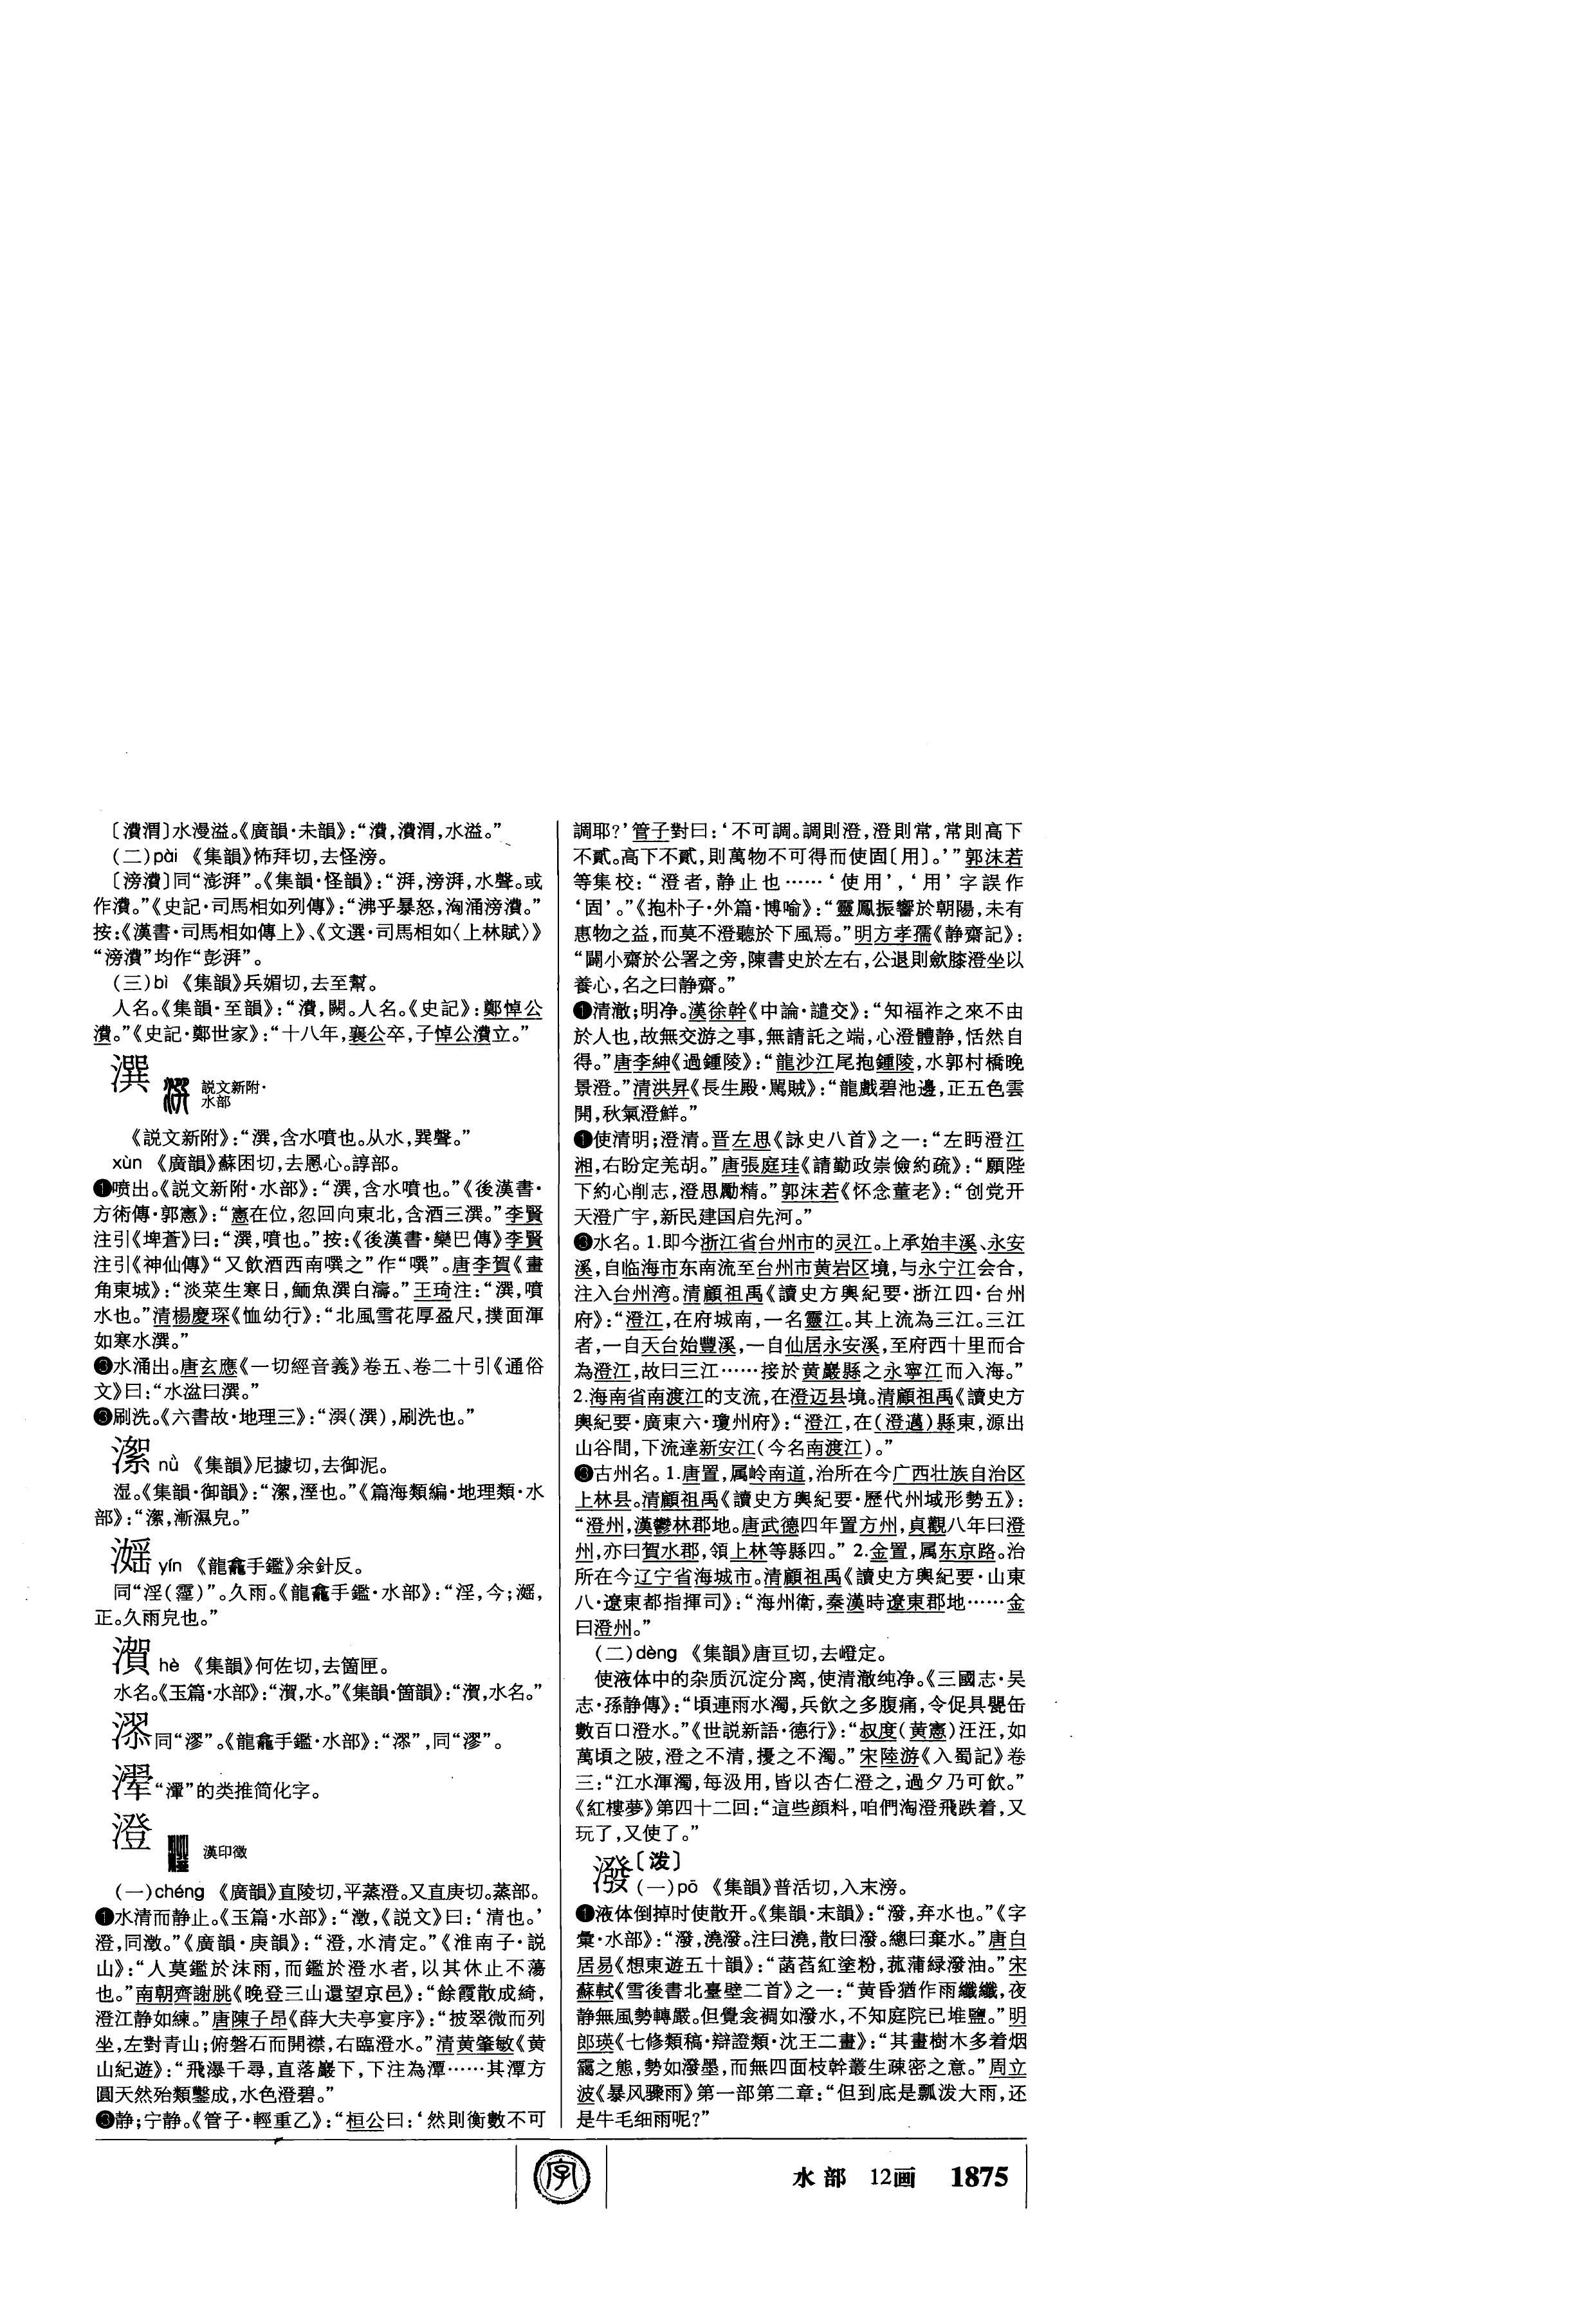 〔濆渭〕水漫溢。《廣韻·未韻》：“濆，濆渭，水溢。”
（二）pài 《集韻》怖拜切，去怪滂。
〔滂濆〕同“澎湃”。《集韻·怪韻》：“湃，滂湃，水聲。或
作濆。”《史記·司馬相如列傳》：“沸乎暴怒，洶涌滂濆。”
按：《漢書·司馬相如傳上》、《文選·司馬相如〈上林賦〉》
“滂濆”均作“彭湃”。
（三）bì 《集韻》兵媚切，去至幫。
人名。《集韻·至韻》：“濆，闕。人名。《史記》：鄭悼公
濆。”《史記·鄭世家》：“十八年，襄公卒，子悼公濆立。”
潠 説文新附·
水部
《説文新附》：“潠，含水噴也。从水，巽聲。”
xùn 《廣韻》蘇困切，去慁心。諄部。
❶喷出。《説文新附·水部》：“潠，含水噴也。”《後漢書·
方術傳·郭憲》：“憲在位，忽回向東北，含酒三潠。”李賢
注引《埤蒼》曰：“潠，噴也。”按：《後漢書·欒巴傳》李賢
注引《神仙傳》“又飲酒西南噀之”作“噀”。唐李賀《畫
角東城》：“淡菜生寒日，鮞魚潠白濤。”王琦注：“潠，噴
水也。”清楊慶琛《恤幼行》：“北風雪花厚盈尺，撲面渾
如寒水潠。”
❸水涌出。唐玄應《一切經音義》卷五、卷二十引《通俗
文》曰：“水湓曰潠。”
❸刷洗。《六書故·地理三》：“潠（潠），刷洗也。”
潔 nù 《集韻》尼據切，去御泥。
湿。《集韻·御韻》：“潔，溼也。”《篇海類編·地理類·水
部》：“潔，漸濕皃。”
yín 《龍龕手鑑》余針反。
同“淫（霪）”。久雨。《龍龕手鑑·水部》：“淫，今；，
正。久雨皃也。”
㵑 hè 《集韻》何佐切，去箇匣。
水名。《玉篇·水部》：“㵑，水。”《集韻·箇韻》：“㵑，水名。”
同“漻”。《龍龕手鑑·水部》：“”，同“漻”。
“”的类推简化字。
澄 漢印徵
（一）chéng 《廣韻》直陵切，平蒸澄。又直庚切。蒸部。
❶水清而静止。《玉篇·水部》：“澂，《説文》曰：‘清也。’
澄，同澂。”《廣韻·庚韻》：“澄，水清定。”《淮南子·説
山》：“人莫鑑於沫雨，而鑑於澄水者，以其休止不蕩
也。”南朝齊謝朓《晚登三山還望京邑》：“餘霞散成綺，
澄江静如練。”唐陳子昂《薛大夫亭宴序》：“披翠微而列
坐，左對青山；俯磐石而開襟，右臨澄水。”清黄肇敏《黄
山紀遊》：“飛瀑千尋，直落巖下，下注為潭……其潭方
圓天然殆類鑿成，水色澄碧。”
❸静；宁静。《管子·輕重乙》：“桓公曰：‘然則衡數不可
調耶？’管子對曰：‘不可調。調則澄，澄則常，常則高下
不貳。高下不貳，則萬物不可得而使固〔用〕。’”郭沫若
等集校：“澄者，静止也……‘使用’，‘用’字誤作
‘固’。”《抱朴子·外篇·博喻》：“靈鳳振響於朝陽，未有
惠物之益，而莫不澄聽於下風焉。”明方孝孺《静齋記》：
“闢小齋於公署之旁，陳書史於左右，公退則斂膝澄坐以
養心，名之曰静齋。”
❶清澈；明净。漢徐幹《中論·譴交》：“知福祚之來不由
於人也，故無交游之事，無請託之端，心澄體静，恬然自
得。”唐李紳《過鍾陵》：“龍沙江尾抱鍾陵，水郭村橋晚
景澄。”清洪昇《長生殿·駡賊》：“龍戲碧池邊，正五色雲
開，秋氣澄鮮。”
❶使清明；澄清。晋左思《詠史八首》之一：“左眄澄江
湘，右盼定羌胡。”唐張庭珪《請勤政崇儉約疏》：“願陛
下約心削志，澄思勵精。”郭沫若《怀念董老》：“创党开
天澄广宇，新民建国启先河。”
❸水名。1.即今浙江省台州市的灵江。上承始丰溪、永安
溪，自临海市东南流至台州市黄岩区境，与永宁江会合，
注入台州湾。清顧祖禹《讀史方輿紀要·浙江四·台州
府》：“澄江，在府城南，一名靈江。其上流為三江。三江
者，一自天台始豐溪，一自仙居永安溪，至府西十里而合
為澄江，故曰三江……接於黄巖縣之永寧江而入海。”
2.海南省南渡江的支流，在澄迈县境。清顧祖禹《讀史方
輿紀要·廣東六·瓊州府》：“澄江，在（澄邁）縣東，源出
山谷間，下流達新安江（今名南渡江）。”
❸古州名。1.唐置，属岭南道，治所在今广西壮族自治区
上林县。清顧祖禹《讀史方輿紀要·歷代州域形勢五》：
“澄州，漢鬱林郡地。唐武德四年置方州，貞觀八年曰澄
州，亦曰賀水郡，領上林等縣四。”2.金置，属东京路。治
所在今辽宁省海城市。清顧祖禹《讀史方輿紀要·山東
八·遼東都指揮司》：“海州衛，秦漢時遼東郡地……金
曰澄州。”
（二）dèng 《集韻》唐亘切，去嶝定。
使液体中的杂质沉淀分离，使清澈纯净。《三國志·吴
志·孫静傳》：“頃連雨水濁，兵飲之多腹痛，令促具甖缶
數百口澄水。”《世説新語·德行》：“叔度（黄憲）汪汪，如
萬頃之陂，澄之不清，擾之不濁。”宋陸游《入蜀記》卷
三：“江水渾濁，每汲用，皆以杏仁澄之，過夕乃可飲。”
《紅樓夢》第四十二回：“這些顔料，咱們淘澄飛跌着，又
玩了，又使了。”
潑〔泼〕
（一）pō 《集韻》普活切，入末滂。
❶液体倒掉时使散开。《集韻·末韻》：“潑，弃水也。”《字
彙·水部》：“潑，澆潑。注曰澆，散曰潑。總曰棄水。”唐白
居易《想東遊五十韻》：“菡萏紅塗粉，菰蒲緑潑油。”宋
蘇軾《雪後書北臺壁二首》之一：“黄昏猶作雨纖纖，夜
静無風勢轉嚴。但覺衾裯如潑水，不知庭院已堆鹽。”明
郎瑛《七修類稿·辯證類·沈王二畫》：“其畫樹木多着烟
靄之態，勢如潑墨，而無四面枝幹叢生疎密之意。”周立
波《暴风骤雨》第一部第二章：“但到底是瓢泼大雨，还
是牛毛细雨呢？”
字
水部 12画 1875